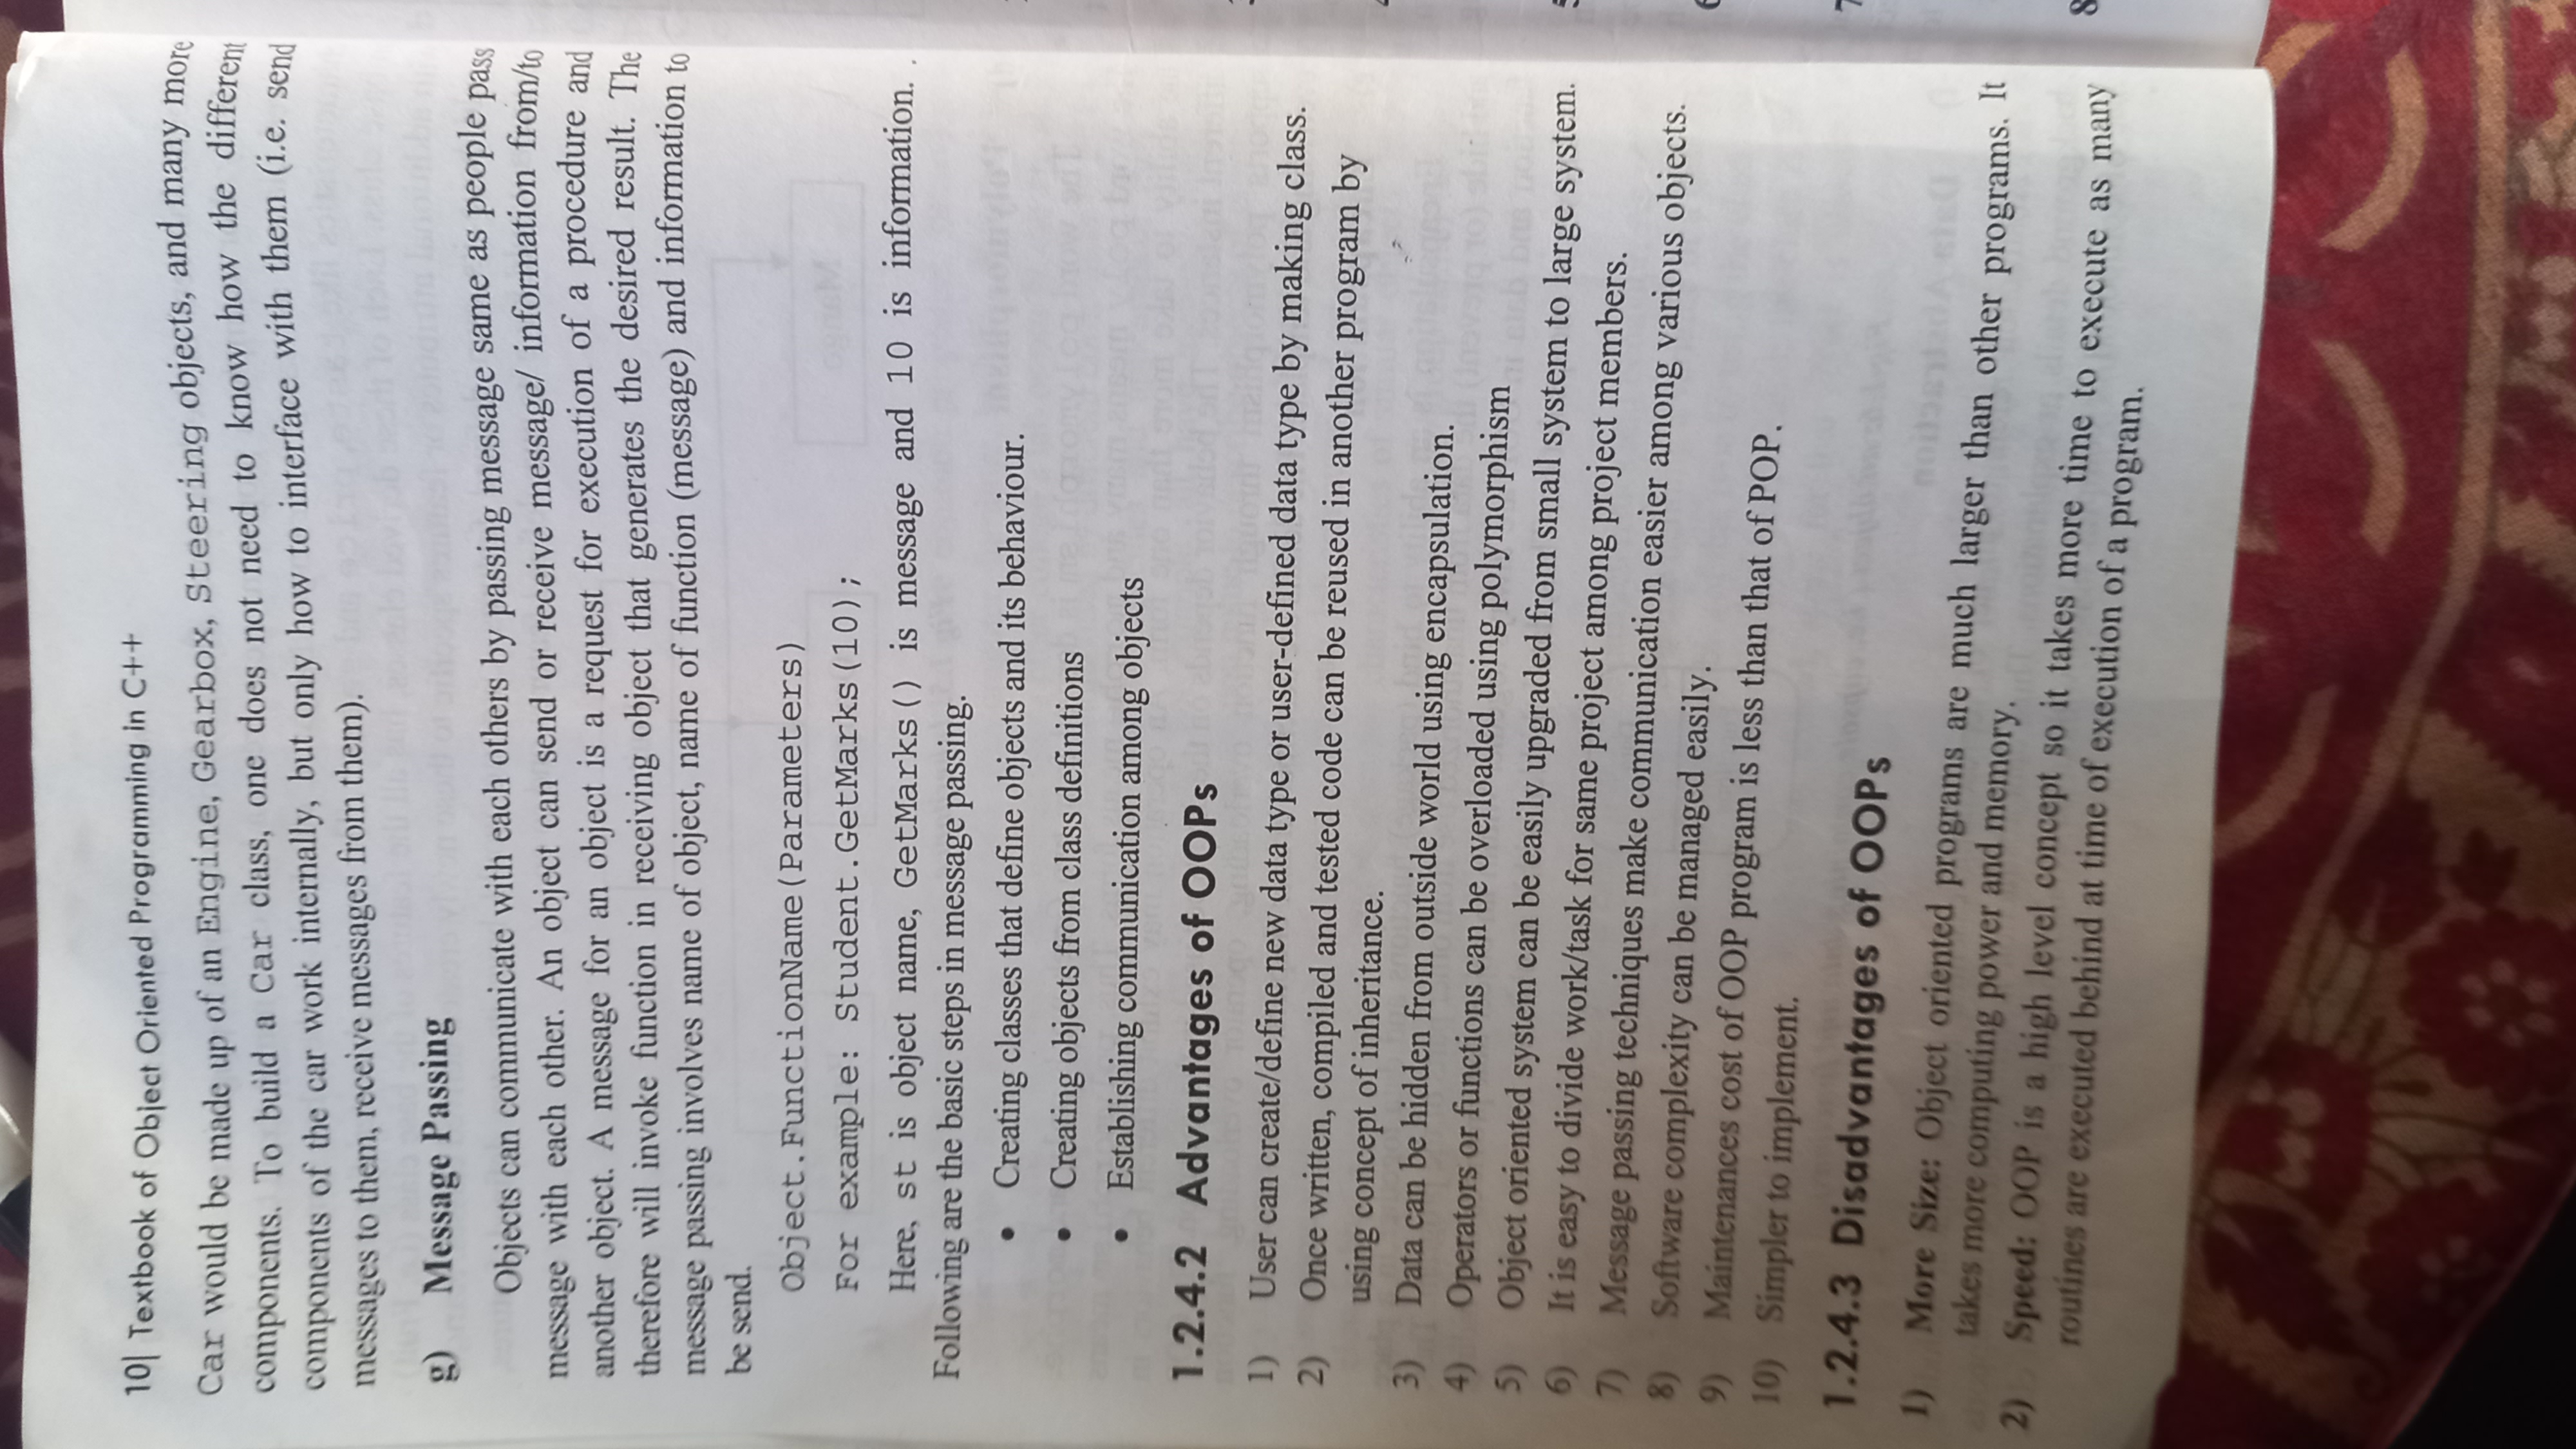 10| Textbook of Object Oriented Programming in C++
Car would be made up of an Engine, Gearbox, Steering objects, and many more
components. To build a Car class, one does not need to know how the different
components of the car work internally, but only how to interface with them (i.e. send
messages to them, receive messages from them).
g) Message Passing
Objects can communicate with each others by passing message same as people pass
message with each other. An object can send or receive message/ information from/to
another object. A message for an object is a request for execution of a procedure and
therefore will invoke function in receiving object that generates the desired result. The
message passing involves name of object, name of function (message) and information to
be send.
Object.FunctionName(Parameters)
For example: Student.GetMarks(10);
Here, st is object name, GetMarks() is message and 10 is information. .
Following are the basic steps in message passing.
• Creating classes that define objects and its behaviour.
• Creating objects from class definitions
• Establishing communication among objects
1.2.4.2 Advantages of OOPs
1) User can create/define new data type or user-defined data type by making class.
2) Once written, compiled and tested code can be reused in another program by
using concept of inheritance.
3) Data can be hidden from outside world using encapsulation.
4) Operators or functions can be overloaded using polymorphism
5) Object oriented system can be easily upgraded from small system to large system.
6) It is easy to divide work/task for same project among project members.
7) Message passing techniques make communication easier among various objects.
8) Software complexity can be managed easily.
9) Maintenances cost of OOP program is less than that of POP.
10) Simpler to implement.
1.2.4.3 Disadvantages of OOPs
1) More Size: Object oriented programs are much larger than other programs. It
takes more computing power and memory.
2) Speed: OOP is a high level concept so it takes more time to execute as many
routines are executed behind at time of execution of a program.